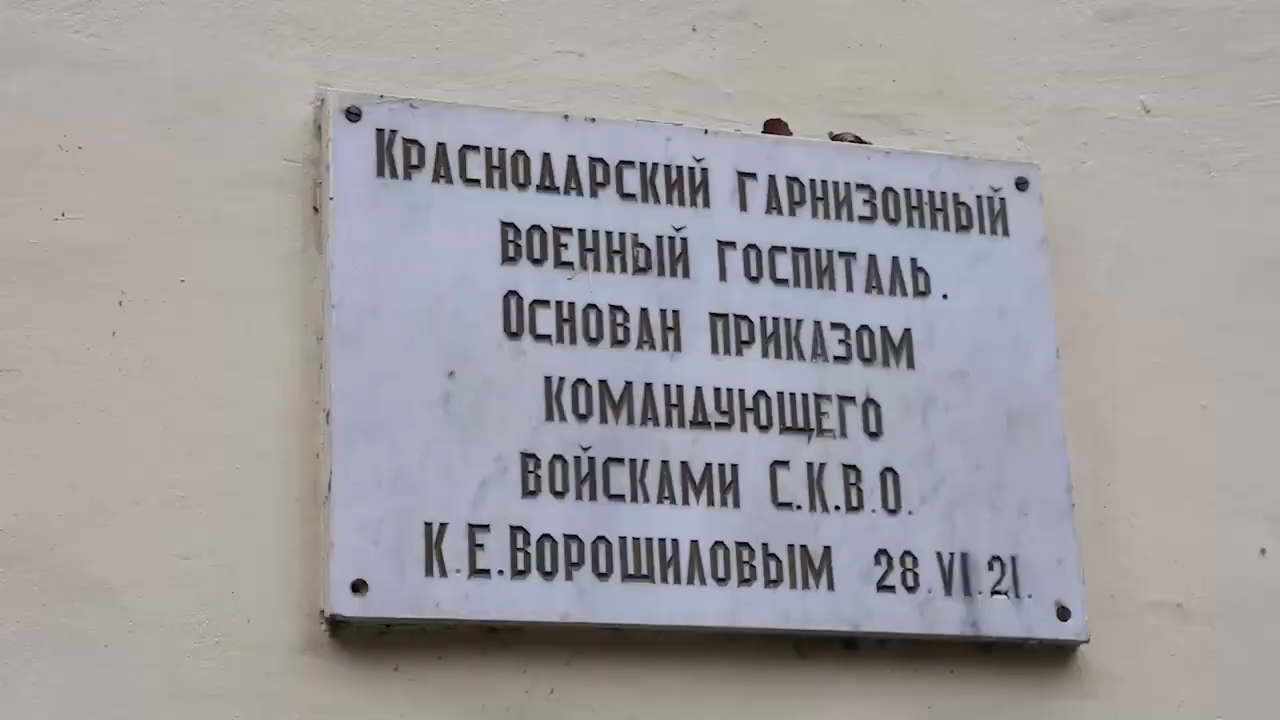 Краснодарский гарнизонный
военный госпиталь.
Основан приказом
командующего
войсками С.К.В.О.
К.Е.Ворошиловым 28.VI.21.